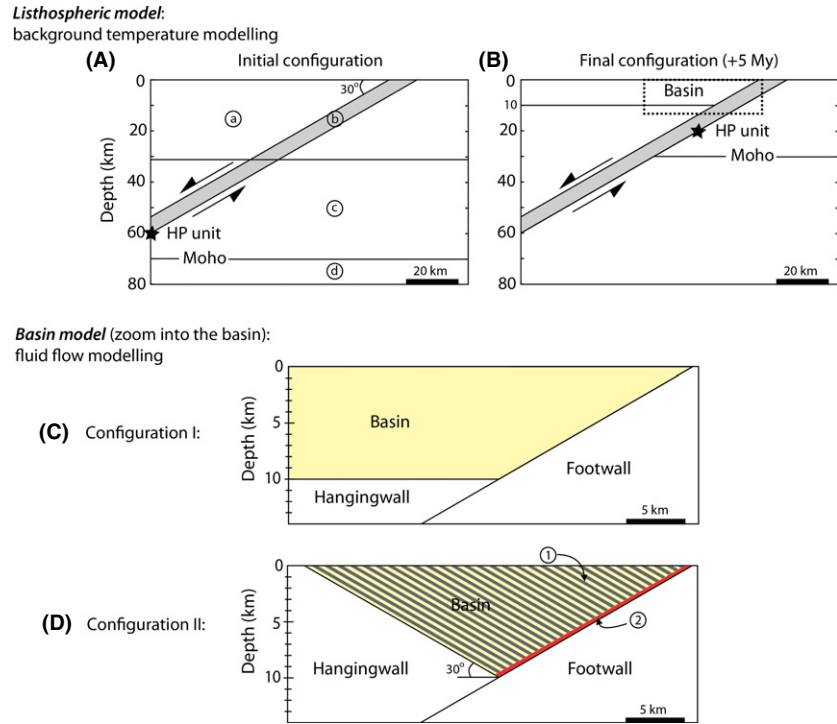 Listhospheric model:
background temperature modelling
(A) Initial configuration
0
20
40
60
80
Depth (km)
30°
a
b
c
d
HP unit
Moho
20 km
(B) Final configuration (+5 My)
0
10
20
40
60
80
Basin
HP unit
Moho
20 km
Basin model (zoom into the basin):
fluid flow modelling
(C) Configuration I:
0
5
10
Depth (km)
Basin
Hangingwall
Footwall
5 km
(D) Configuration II:
0
5
10
Depth (km)
1
Basin
2
Hangingwall
30°
Footwall
5 km